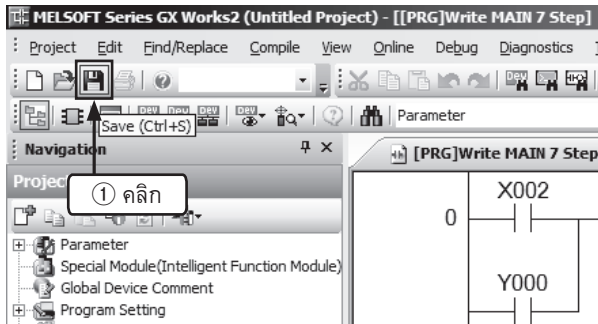 MELSOFT Series GX Works2 (Untitled Project) - [[PRG]Write MAIN 7 Step]
Project Edit Find/Replace Compile View Online Debug Diagnostics
Parameter
Save (Ctrl+S)
Navigation
[PRG]Write MAIN 7 Step
① คลิก
X002
0
Parameter
Special Module(Intelligent Function Module)
Global Device Comment
Y000
Program Setting